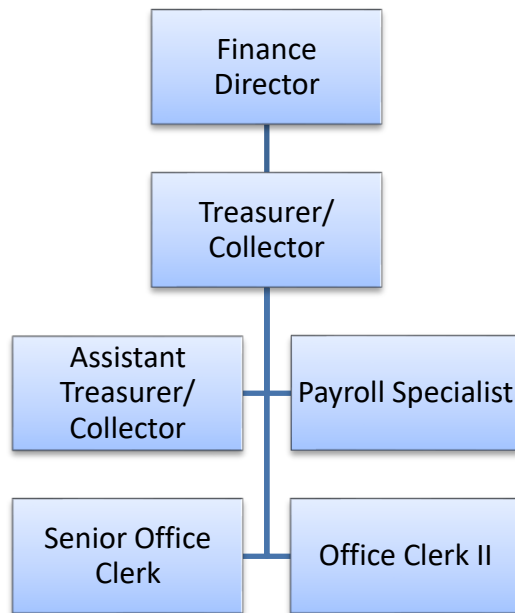 Finance
Director
Treasurer/
Collector
Assistant
Treasurer/
Collector
Payroll Specialist
Senior Office
Clerk
Office Clerk II